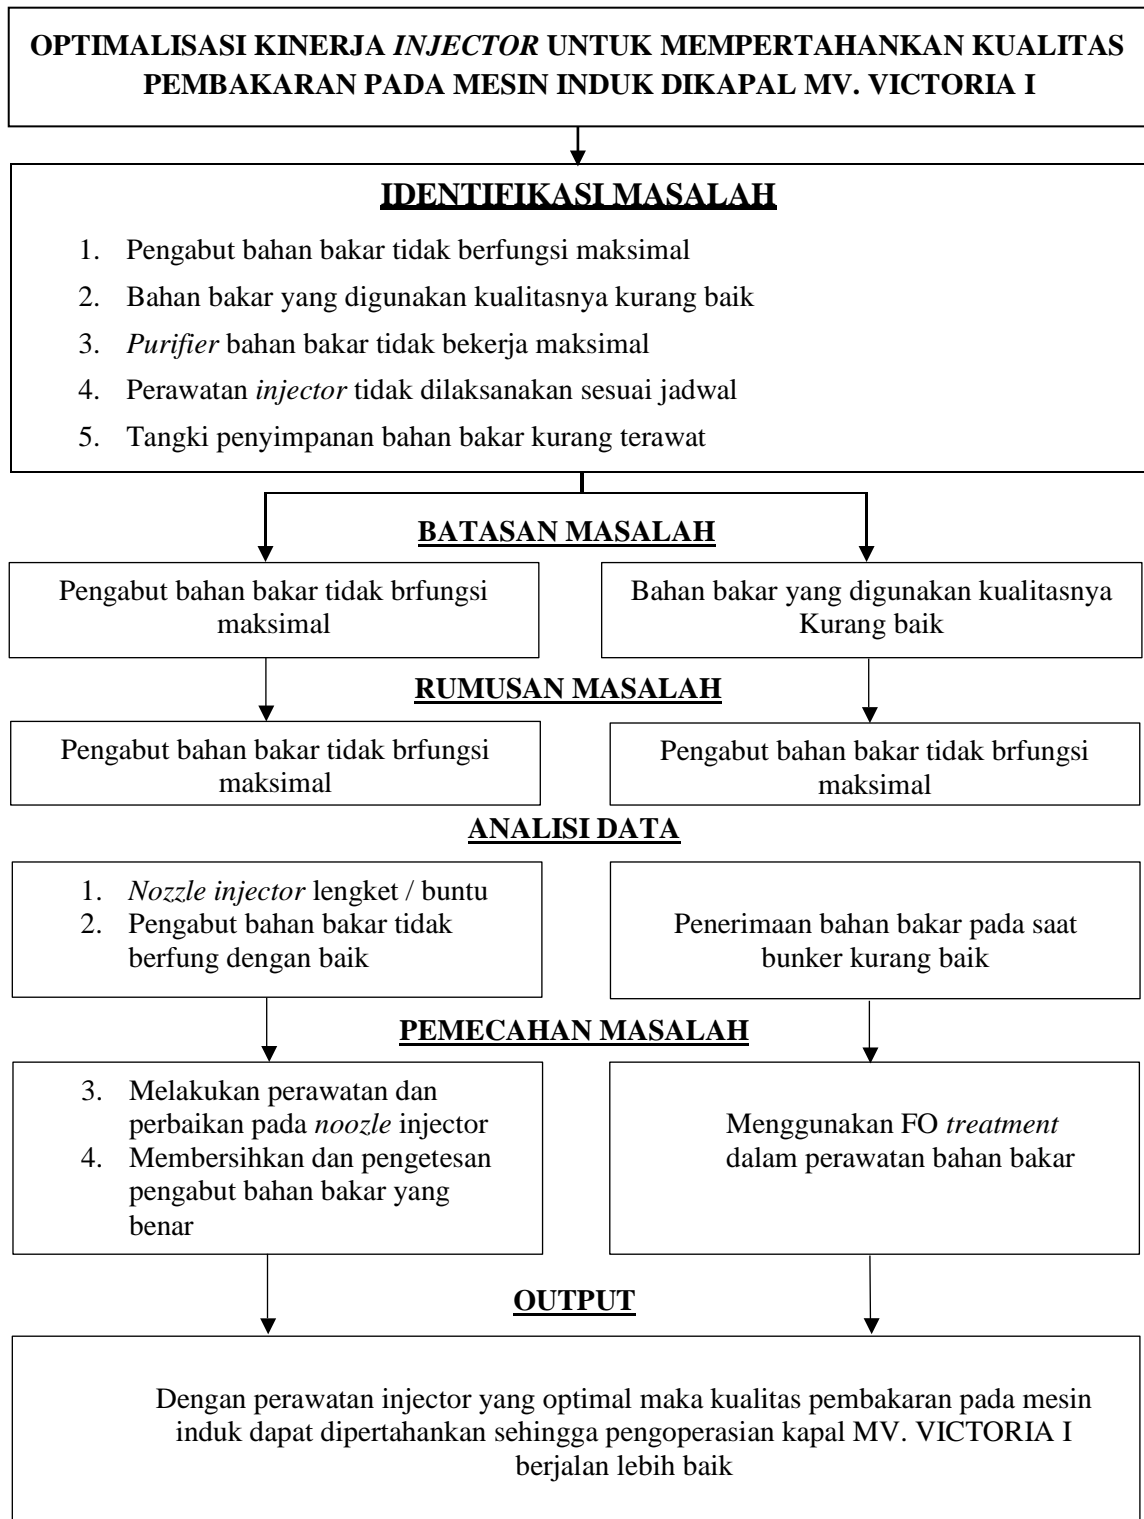 OPTIMALISASI KINERJA INJECTOR UNTUK MEMPERTAHANKAN KUALITAS
PEMBAKARAN PADA MESIN INDUK DIKAPAL MV. VICTORIA I
IDENTIFIKASI MASALAH
1. Pengabut bahan bakar tidak berfungsi maksimal
2. Bahan bakar yang digunakan kualitasnya kurang baik
3. Purifier bahan bakar tidak bekerja maksimal
4. Perawatan injector tidak dilaksanakan sesuai jadwal
5. Tangki penyimpanan bahan bakar kurang terawat
BATASAN MASALAH
Pengabut bahan bakar tidak brfungsi
maksimal
Bahan bakar yang digunakan kualitasnya
Kurang baik
RUMUSAN MASALAH
Pengabut bahan bakar tidak brfungsi
maksimal
Pengabut bahan bakar tidak brfungsi
maksimal
ANALISI DATA
1. Nozzle injector lengket / buntu
2. Pengabut bahan bakar tidak
berfung dengan baik
Penerimaan bahan bakar pada saat
bunker kurang baik
PEMECAHAN MASALAH
3. Melakukan perawatan dan
perbaikan pada noozle injector
4. Membersihkan dan pengetesan
pengabut bahan bakar yang
benar
Menggunakan FO treatment
dalam perawatan bahan bakar
OUTPUT
Dengan perawatan injector yang optimal maka kualitas pembakaran pada mesin
induk dapat dipertahankan sehingga pengoperasian kapal MV. VICTORIA I
berjalan lebih baik